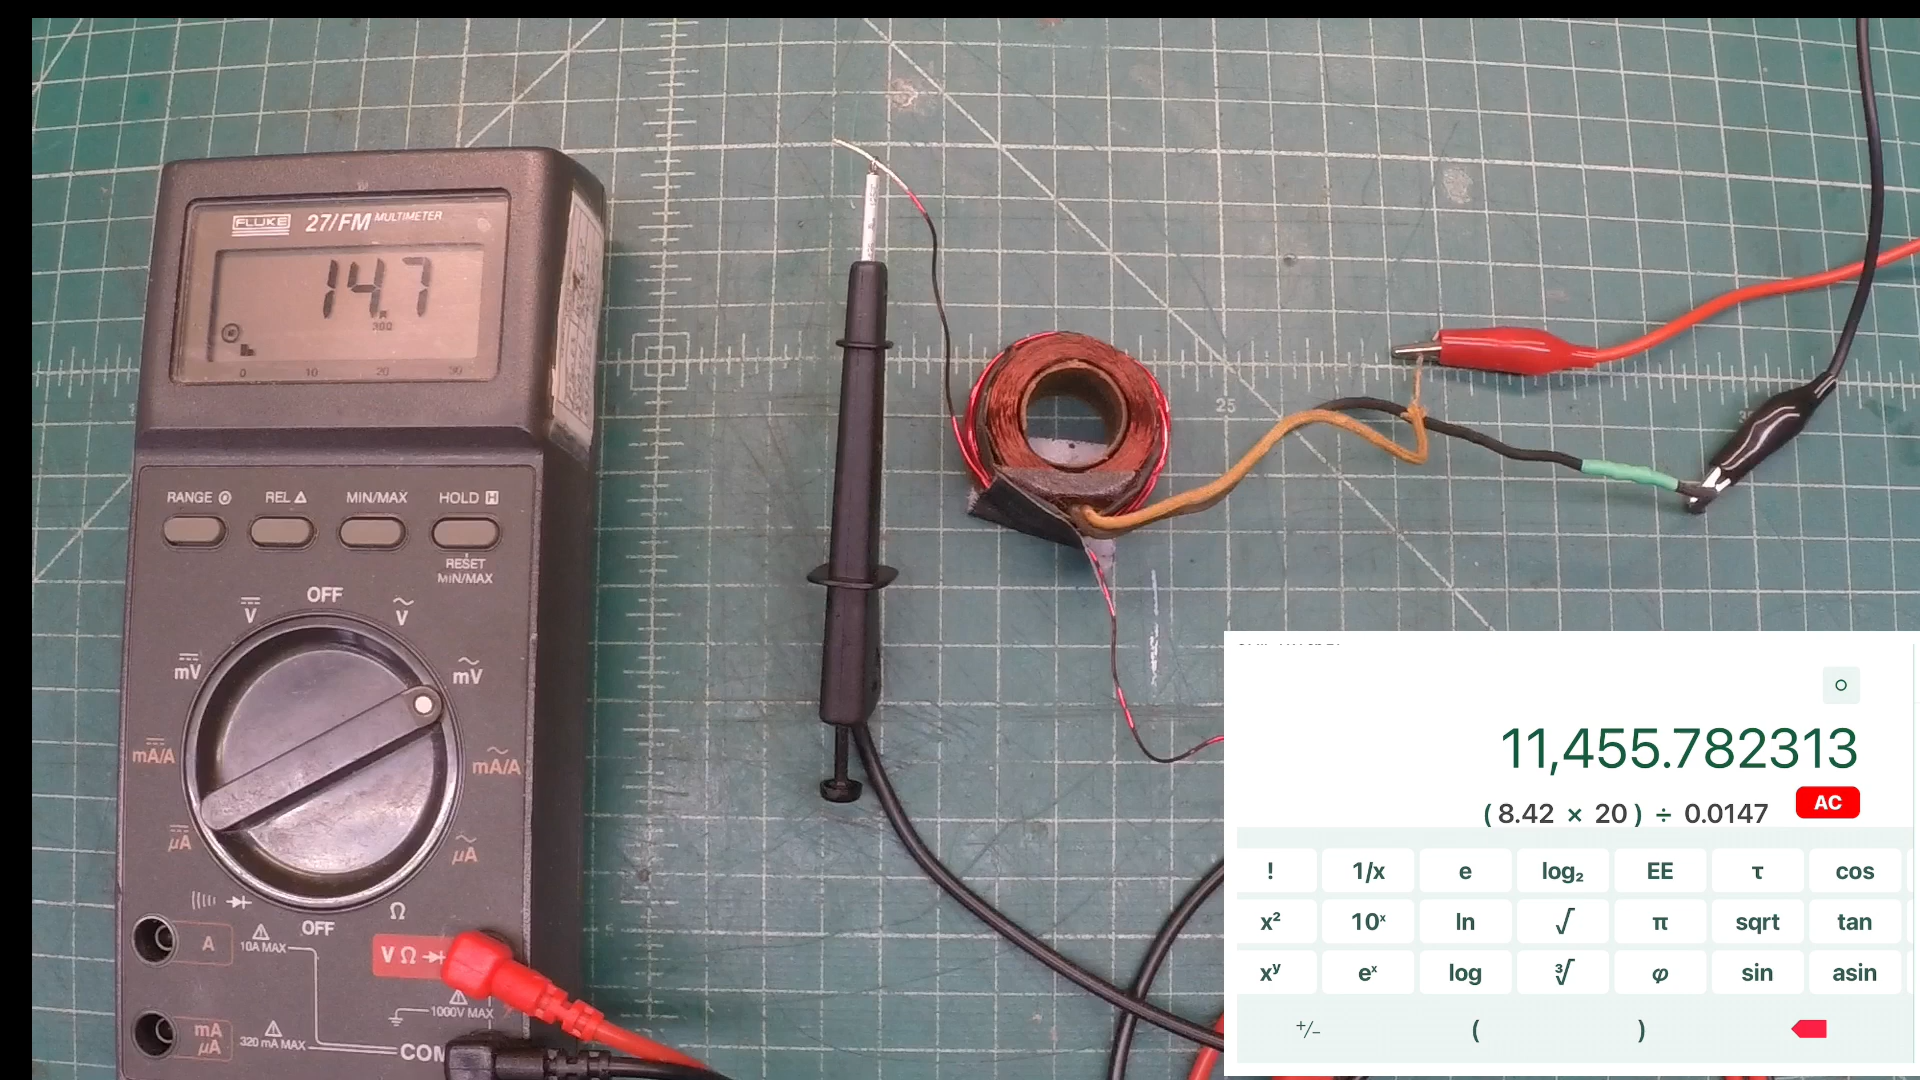 FLUKE 27/FM MULTIMETER
14.7
300
0 10 20 30
RANGE REL △ MIN/MAX HOLD H
RESET
MIN/MAX
OFF
V
V
mV
mV
mA/A
mA/A
μA
μA
Ω
OFF
A
10A MAX
V Ω
1000V MAX
mA
μA
320 mA MAX
COM
25
11,455.782313
( 8.42 × 20 ) ÷ 0.0147
AC
! 1/x e log₂ EE τ cos
x² 10ˣ ln √ π sqrt tan
xʸ eˣ log ∛ φ sin asin
+/− ( )